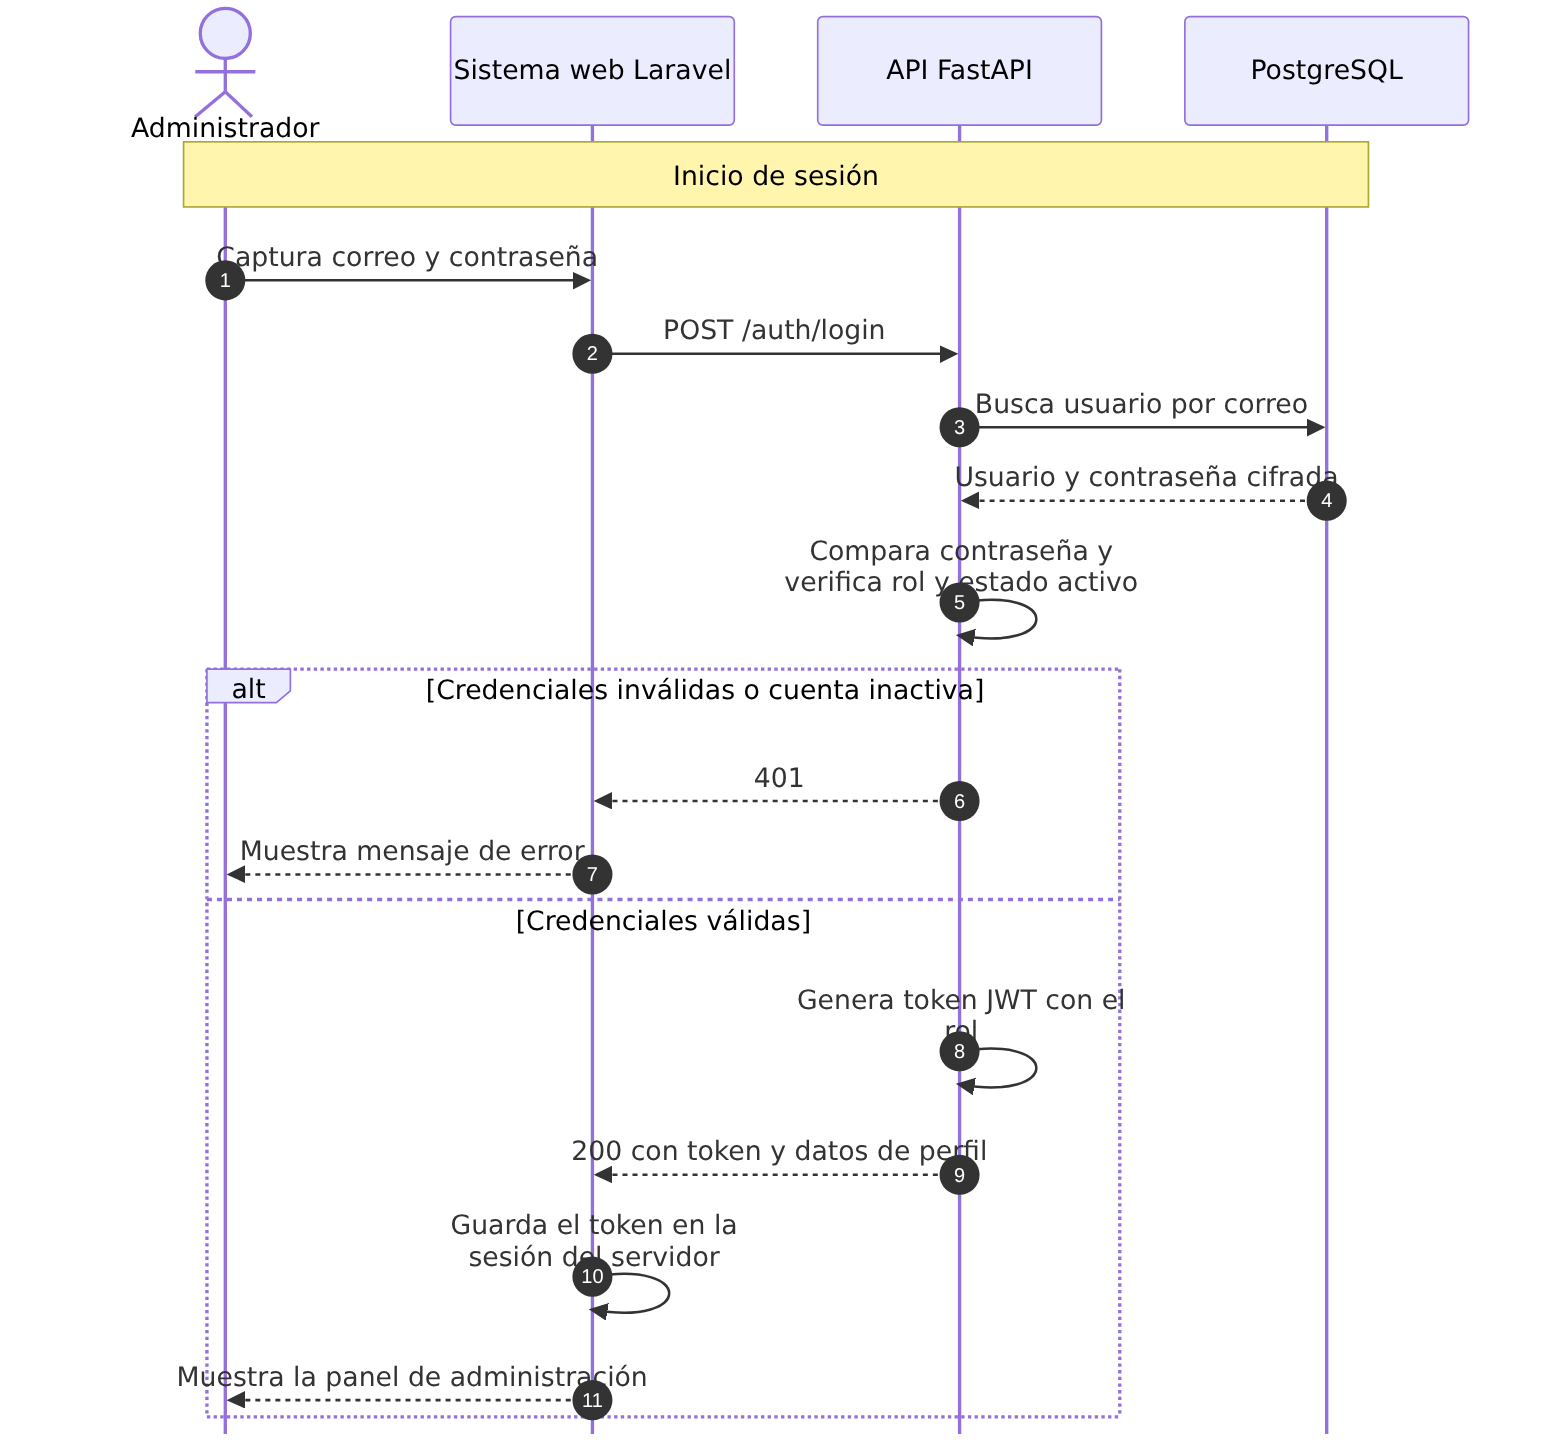 Administrador
Sistema web Laravel
API FastAPI
PostgreSQL
Inicio de sesión
Captura correo y contraseña
1
POST /auth/login
2
Busca usuario por correo
3
Usuario y contraseña cifrada
4
Compara contraseña y
verifica rol y estado activo
5
alt
[Credenciales inválidas o cuenta inactiva]
401
6
Muestra mensaje de error
7
[Credenciales válidas]
Genera token JWT con el
rol
8
200 con token y datos de perfil
9
Guarda el token en la
sesión del servidor
10
Muestra la panel de administración
11